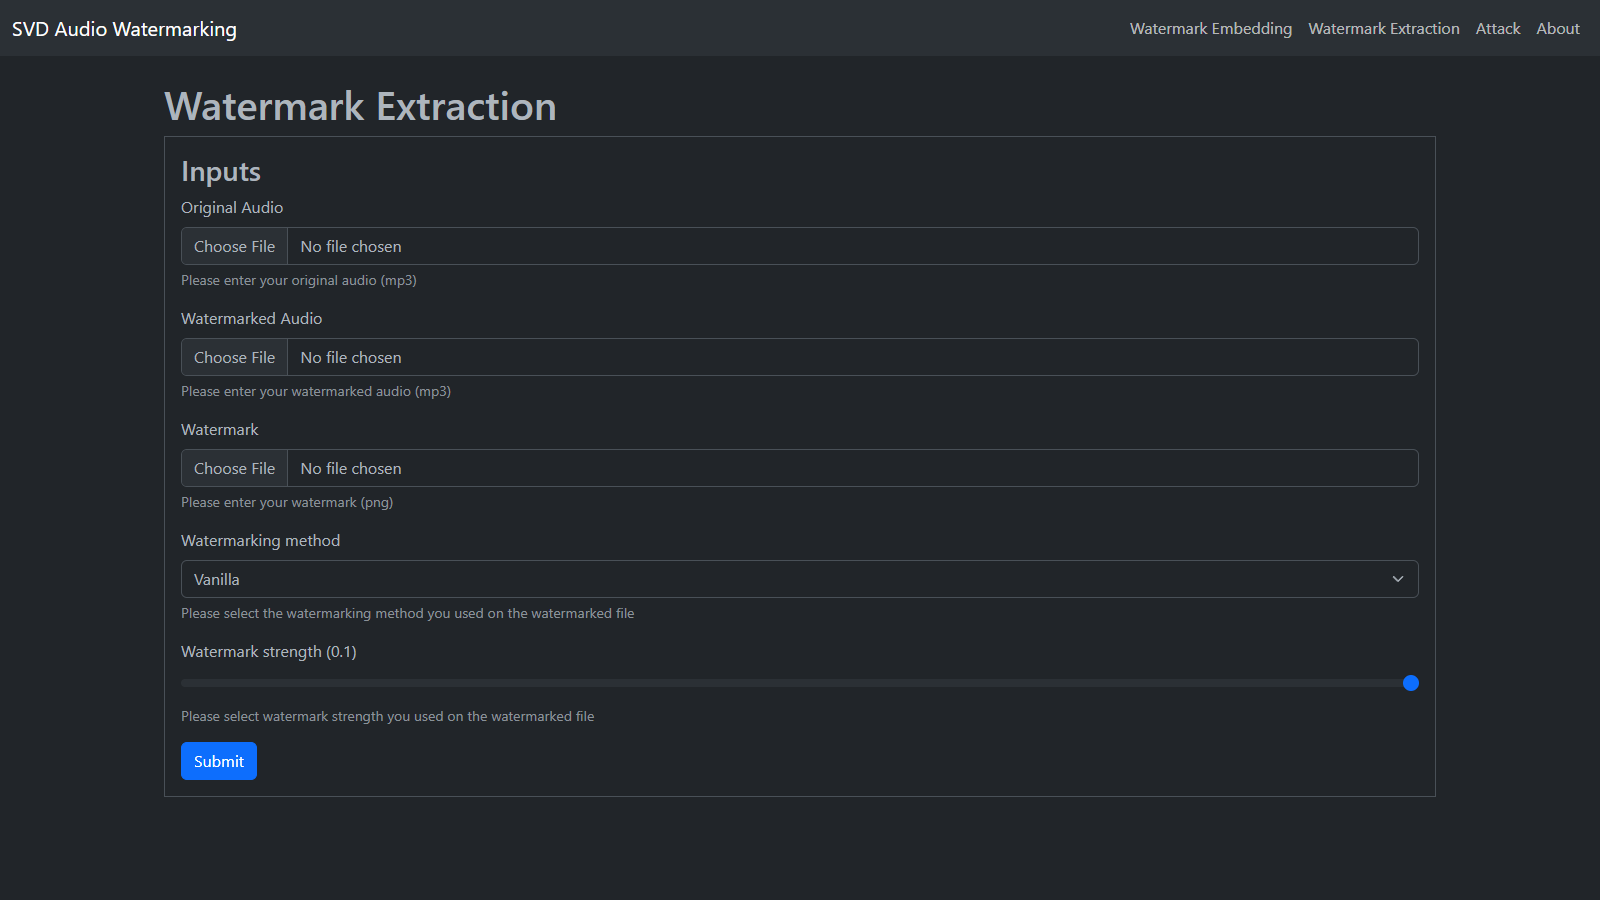 SVD Audio Watermarking
Watermark Embedding Watermark Extraction Attack About
Watermark Extraction
Inputs
Original Audio
Choose File No file chosen
Please enter your original audio (mp3)
Watermarked Audio
Choose File No file chosen
Please enter your watermarked audio (mp3)
Watermark
Choose File No file chosen
Please enter your watermark (png)
Watermarking method
Vanilla
Please select the watermarking method you used on the watermarked file
Watermark strength (0.1)
Please select watermark strength you used on the watermarked file
Submit